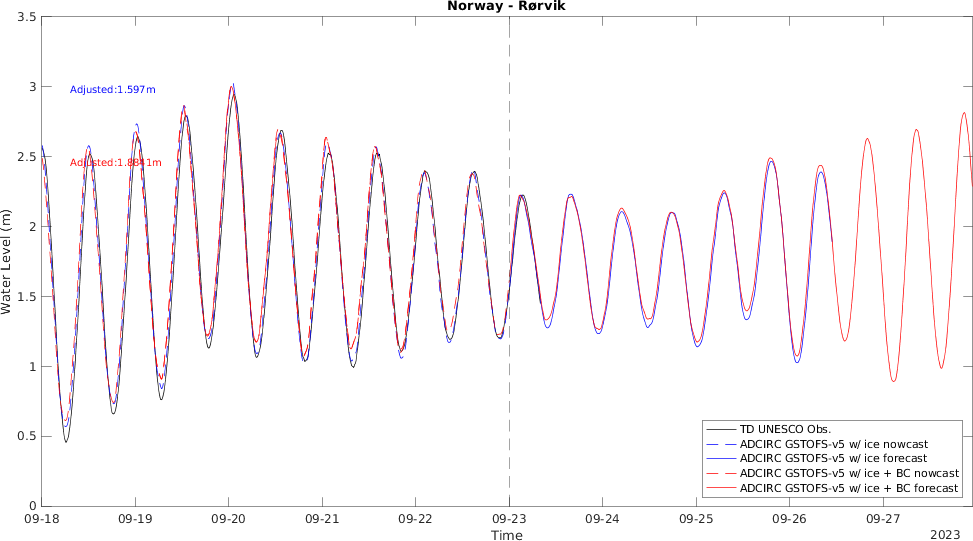 Norway - Rørvik
3.5
3
2.5
2
1.5
1
0.5
0
Water Level (m)
Adjusted:1.597m
Adjusted:1.8841m
TD UNESCO Obs.
ADCIRC GSTOFS-v5 w/ ice nowcast
ADCIRC GSTOFS-v5 w/ ice forecast
ADCIRC GSTOFS-v5 w/ ice + BC nowcast
ADCIRC GSTOFS-v5 w/ ice + BC forecast
09-18 09-19 09-20 09-21 09-22 09-23 09-24 09-25 09-26 09-27
Time
2023